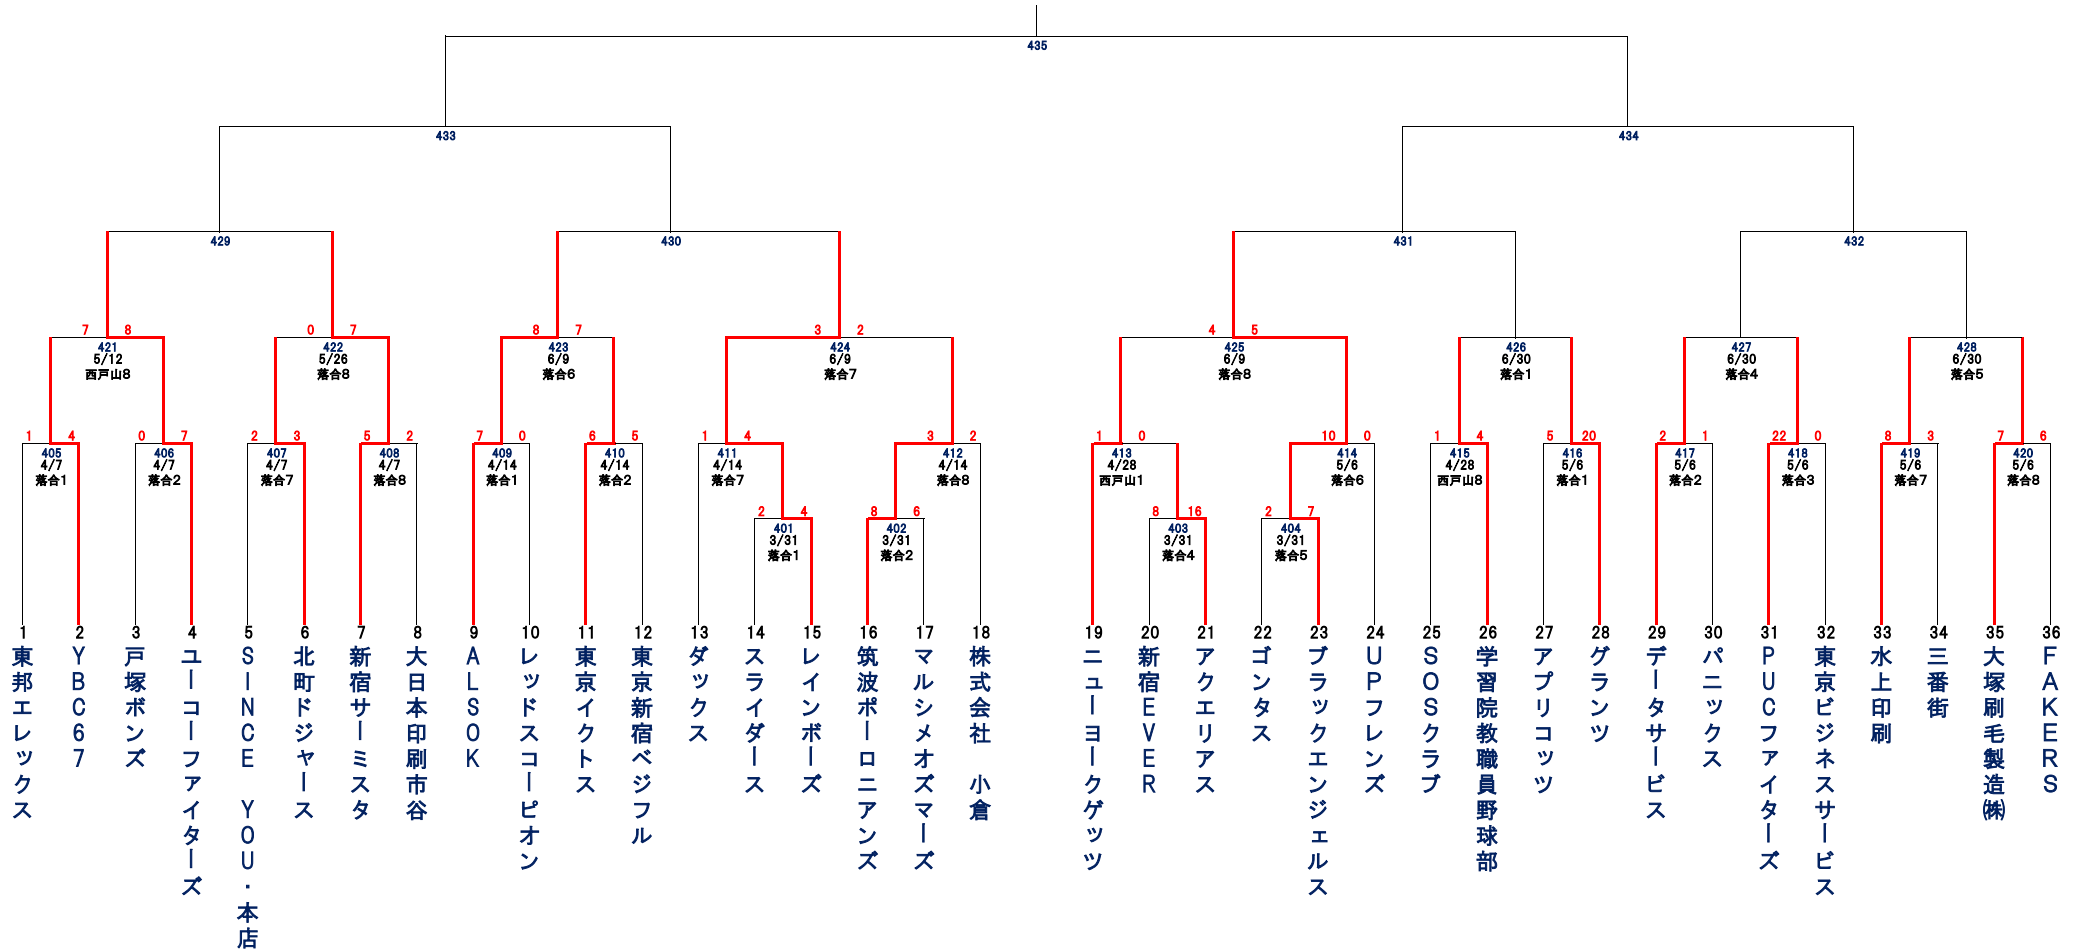 435
433
434
429
430
431
432
7 8
0 7
8 7
3 2
4 5
421
5/12
西戸山8
422
5/26
落合8
423
6/9
落合6
424
6/9
落合7
425
6/9
落合8
426
6/30
落合1
427
6/30
落合4
428
6/30
落合5
1 4
0 7
2 3
5 2
7 0
6 5
1 4
3 2
1 0
10 0
1 4
5 20
2 1
22 0
8 3
7 6
405
4/7
落合1
406
4/7
落合2
407
4/7
落合7
408
4/7
落合8
409
4/14
落合1
410
4/14
落合2
411
4/14
落合7
412
4/14
落合8
413
4/28
西戸山1
414
5/6
落合6
415
4/28
西戸山8
416
5/6
落合1
417
5/6
落合2
418
5/6
落合3
419
5/6
落合7
420
5/6
落合8
2 4
8 6
8 16
2 7
401
3/31
落合1
402
3/31
落合2
403
3/31
落合4
404
3/31
落合5
1
東邦エレックス
2
YBC67
3
戸塚ボンズ
4
ユーコーファイターズ
5
SINCE YOU・本店
6
北町ドジャース
7
新宿サーミスタ
8
大日本印刷市谷
9
ALSOK
10
レッドスコーピオン
11
東京イクトス
12
東京新宿ベジフル
13
ダックス
14
スライダース
15
レインボーズ
16
筑波ポーロニアンズ
17
マルシメオズマーズ
18
株式会社 小倉
19
ニューヨークゲッツ
20
新宿EVER
21
アクエリアス
22
ゴンタス
23
ブラックエンジェルス
24
UPフレンズ
25
SOSクラブ
26
学習院教職員野球部
27
アプリコッツ
28
グランツ
29
データサービス
30
パニックス
31
PUCファイターズ
32
東京ビジネスサービス
33
水上印刷
34
三番街
35
大塚刷毛製造㈱
36
FAKERS